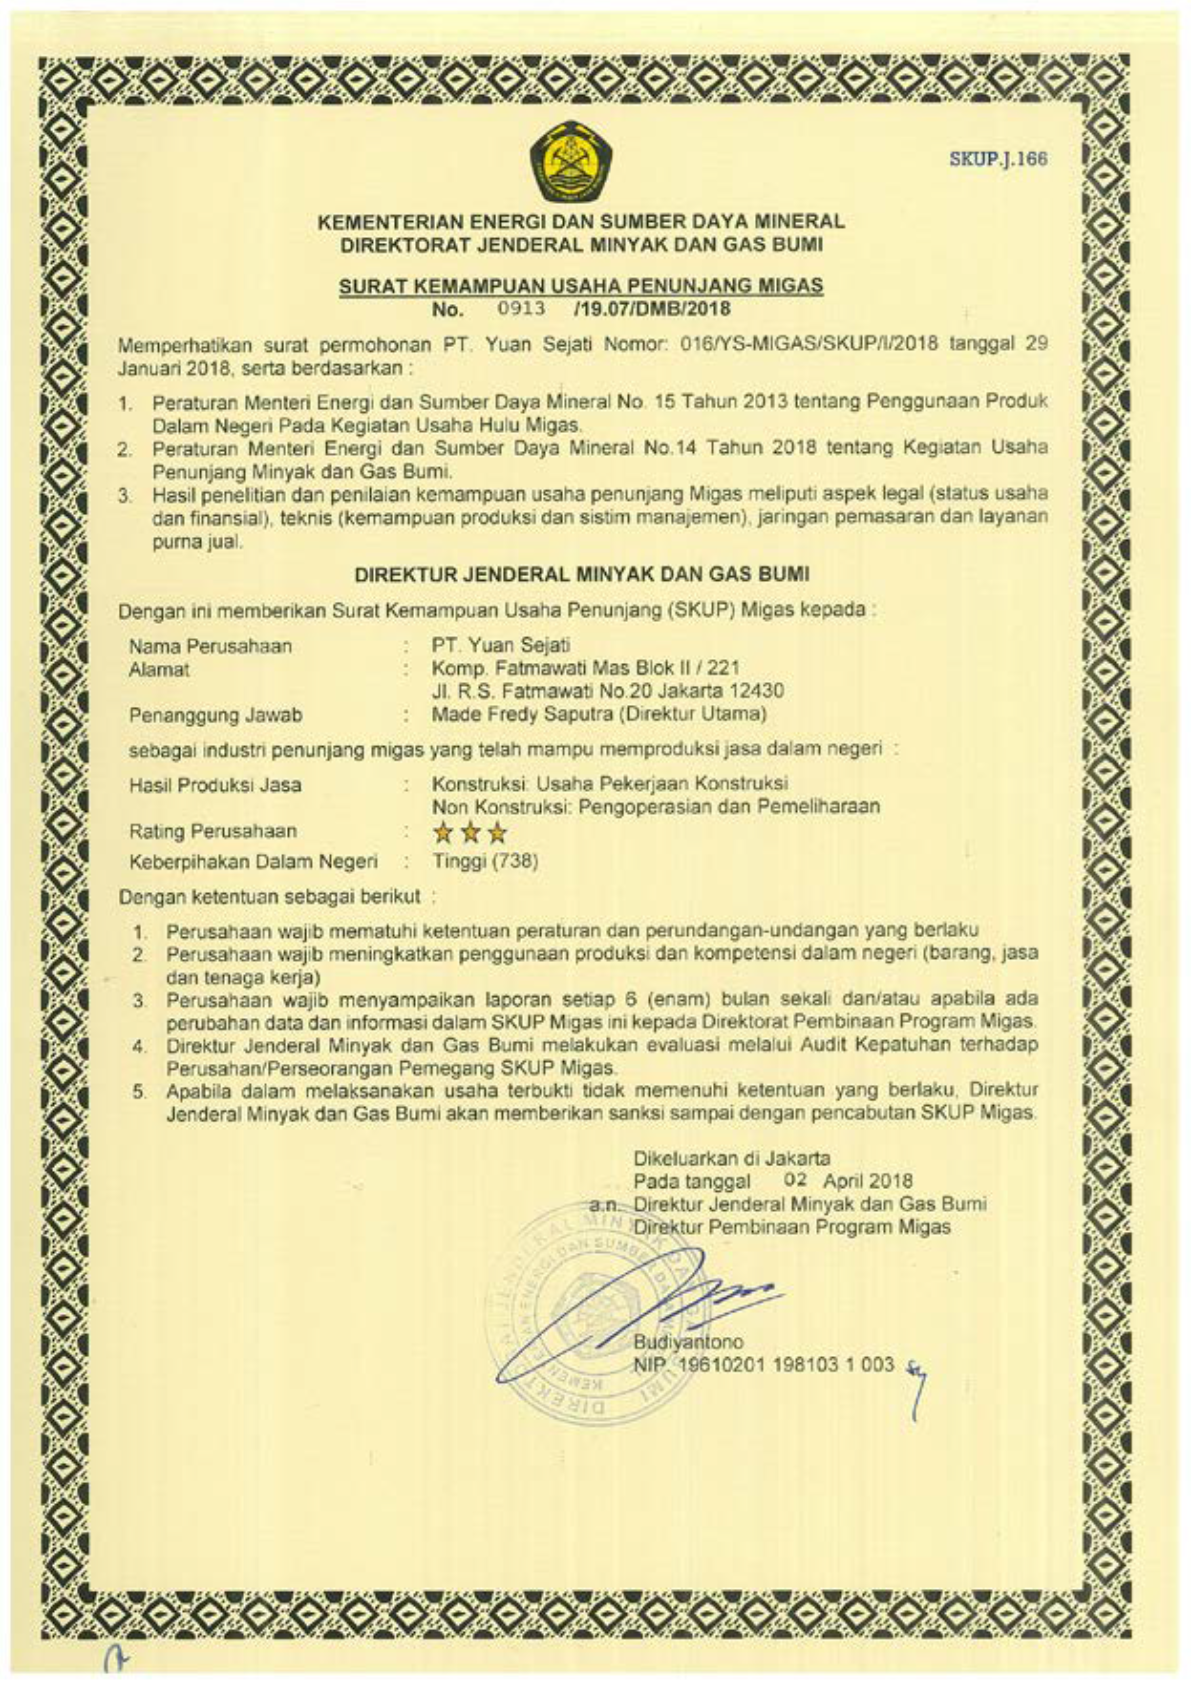 SKUP.J.166
KEMENTERIAN ENERGI DAN SUMBER DAYA MINERAL
DIREKTORAT JENDERAL MINYAK DAN GAS BUMI
SURAT KEMAMPUAN USAHA PENUNJANG MIGAS
No. 0913 /19.07/DMB/2018
Memperhatikan surat permohonan PT. Yuan Sejati Nomor: 016/YS-MIGAS/SKUP/I/2018 tanggal 29
Januari 2018, serta berdasarkan :
1. Peraturan Menteri Energi dan Sumber Daya Mineral No. 15 Tahun 2013 tentang Penggunaan Produk
Dalam Negeri Pada Kegiatan Usaha Hulu Migas.
2. Peraturan Menteri Energi dan Sumber Daya Mineral No.14 Tahun 2018 tentang Kegiatan Usaha
Penunjang Minyak dan Gas Bumi.
3. Hasil penelitian dan penilaian kemampuan usaha penunjang Migas meliputi aspek legal (status usaha
dan finansial), teknis (kemampuan produksi dan sistim manajemen), jaringan pemasaran dan layanan
purna jual.
DIREKTUR JENDERAL MINYAK DAN GAS BUMI
Dengan ini memberikan Surat Kemampuan Usaha Penunjang (SKUP) Migas kepada :
Nama Perusahaan : PT. Yuan Sejati
Alamat : Komp. Fatmawati Mas Blok II / 221
Jl. R.S. Fatmawati No.20 Jakarta 12430
Penanggung Jawab : Made Fredy Saputra (Direktur Utama)
sebagai industri penunjang migas yang telah mampu memproduksi jasa dalam negeri :
Hasil Produksi Jasa : Konstruksi: Usaha Pekerjaan Konstruksi
Non Konstruksi: Pengoperasian dan Pemeliharaan
Rating Perusahaan :
Keberpihakan Dalam Negeri : Tinggi (738)
Dengan ketentuan sebagai berikut :
1. Perusahaan wajib mematuhi ketentuan peraturan dan perundangan-undangan yang berlaku
2. Perusahaan wajib meningkatkan penggunaan produksi dan kompetensi dalam negeri (barang, jasa
dan tenaga kerja)
3. Perusahaan wajib menyampaikan laporan setiap 6 (enam) bulan sekali dan/atau apabila ada
perubahan data dan informasi dalam SKUP Migas ini kepada Direktorat Pembinaan Program Migas.
4. Direktur Jenderal Minyak dan Gas Bumi melakukan evaluasi melalui Audit Kepatuhan terhadap
Perusahan/Perseorangan Pemegang SKUP Migas.
5. Apabila dalam melaksanakan usaha terbukti tidak memenuhi ketentuan yang berlaku, Direktur
Jenderal Minyak dan Gas Bumi akan memberikan sanksi sampai dengan pencabutan SKUP Migas.
Dikeluarkan di Jakarta
Pada tanggal 02 April 2018
a.n. Direktur Jenderal Minyak dan Gas Bumi
Direktur Pembinaan Program Migas
Budiyantono
NIP. 19610201 198103 1 003